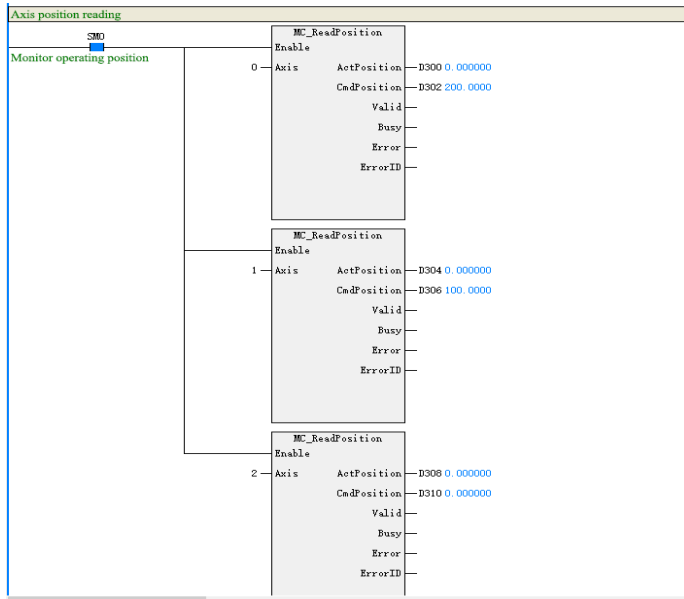 Axis position reading
SM0
Monitor operating position
MC_ReadPosition
Enable
0 Axis ActPosition D300 0.000000
CmdPosition D302 200.0000
Valid
Busy
Error
ErrorID
MC_ReadPosition
Enable
1 Axis ActPosition D304 0.000000
CmdPosition D306 100.0000
Valid
Busy
Error
ErrorID
MC_ReadPosition
Enable
2 Axis ActPosition D308 0.000000
CmdPosition D310 0.000000
Valid
Busy
Error
ErrorID